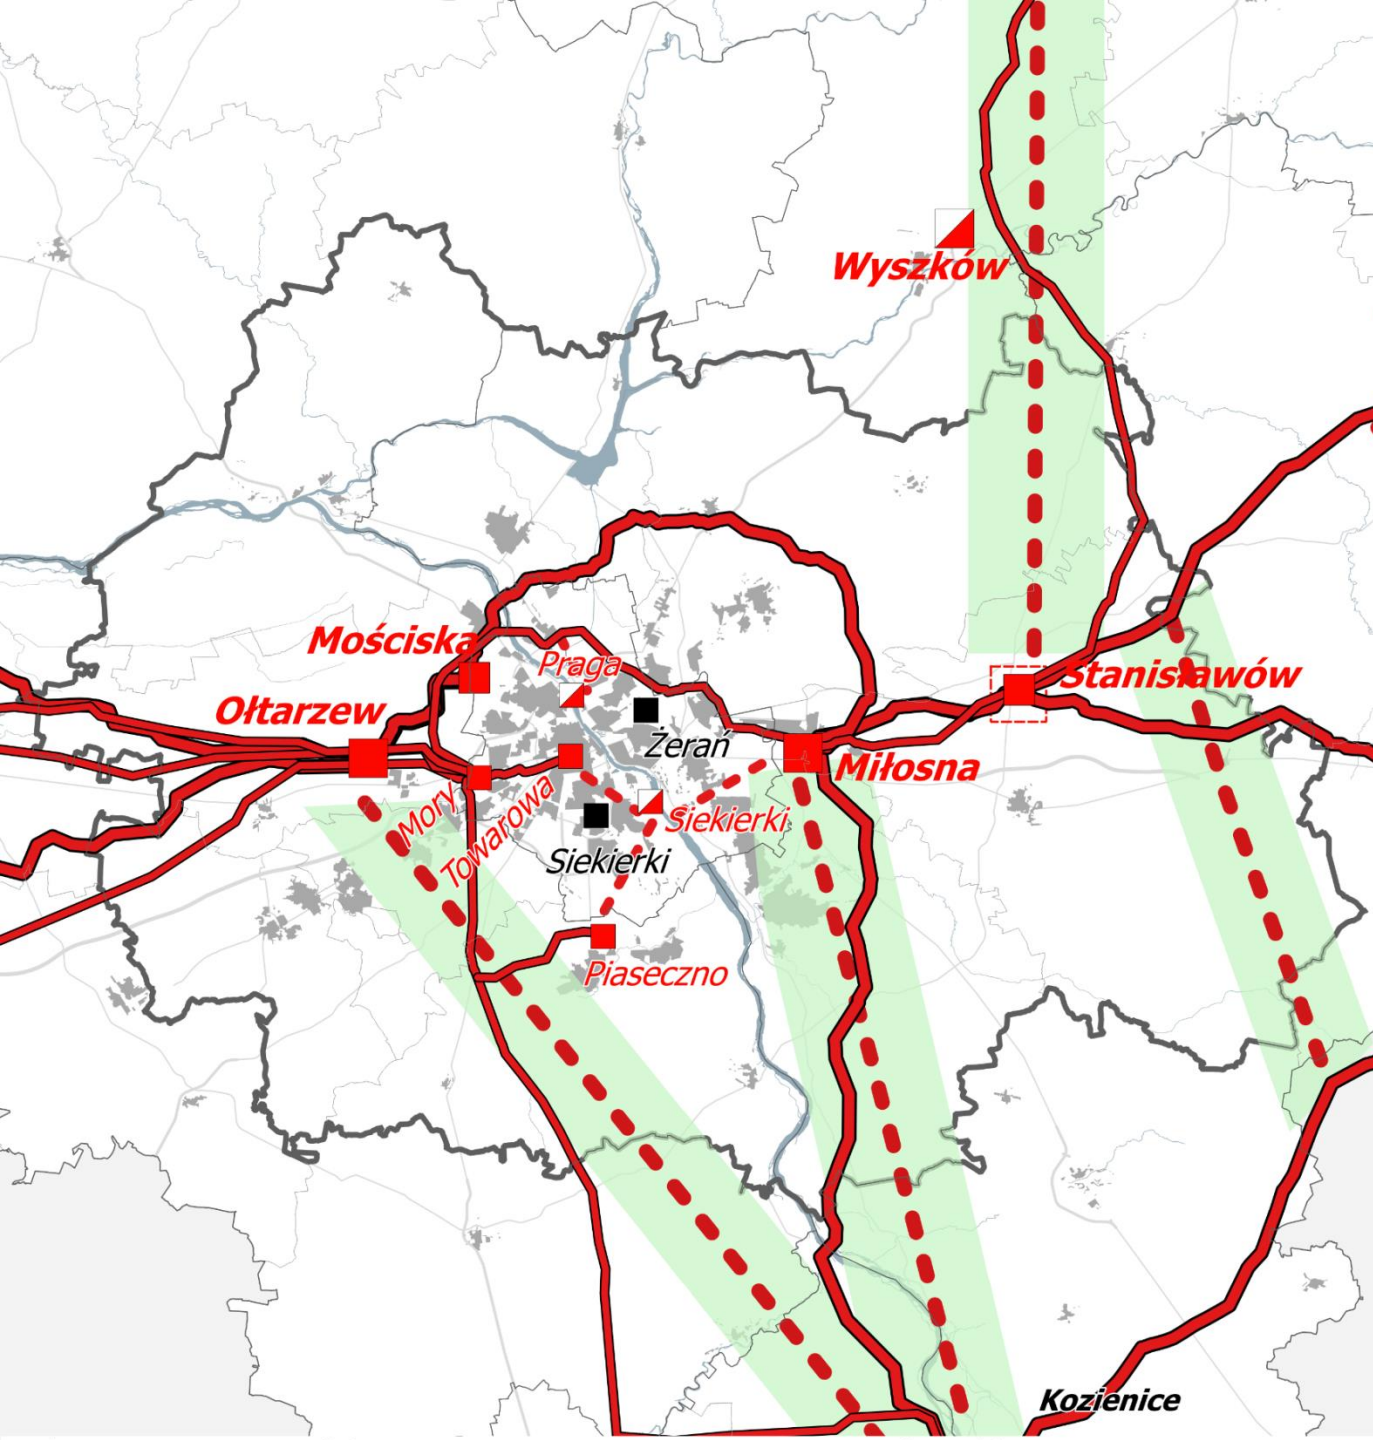 Wyszków
Mościska
Praga
Stanisławów
Ołtarzew
Żerań
Miłosna
Mory
Towarowa
Siekierki
Siekierki
Piaseczno
Kozienice